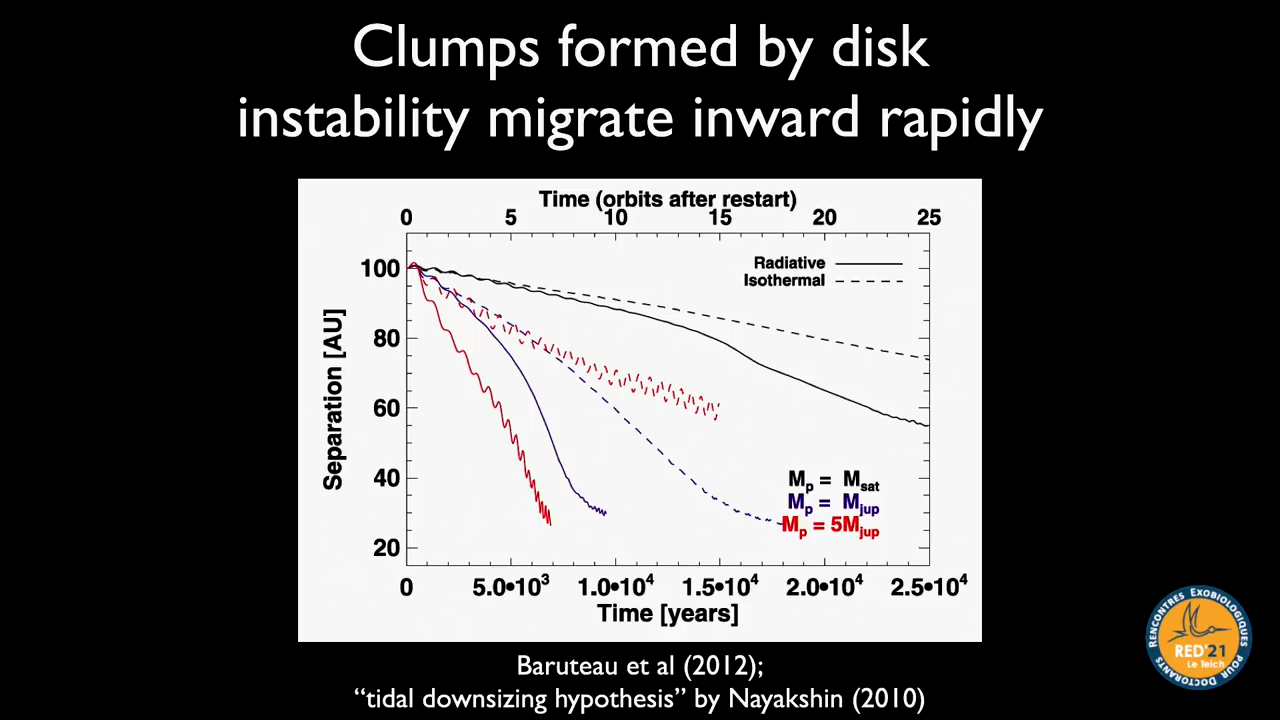 Clumps formed by disk
instability migrate inward rapidly
Time (orbits after restart)
0 5 10 15 20 25
Radiative
Isothermal
100
80
60
40
20
Separation [AU]
Mp = Msat
Mp = Mjup
Mp = 5Mjup
0 5.0•10³ 1.0•10⁴ 1.5•10⁴ 2.0•10⁴ 2.5•10⁴
Time [years]
Baruteau et al (2012);
“tidal downsizing hypothesis” by Nayakshin (2010)
RENCONTRES EXOBIOLOGIQUES
POUR DOCTORANTS
RED'21
Le Teich